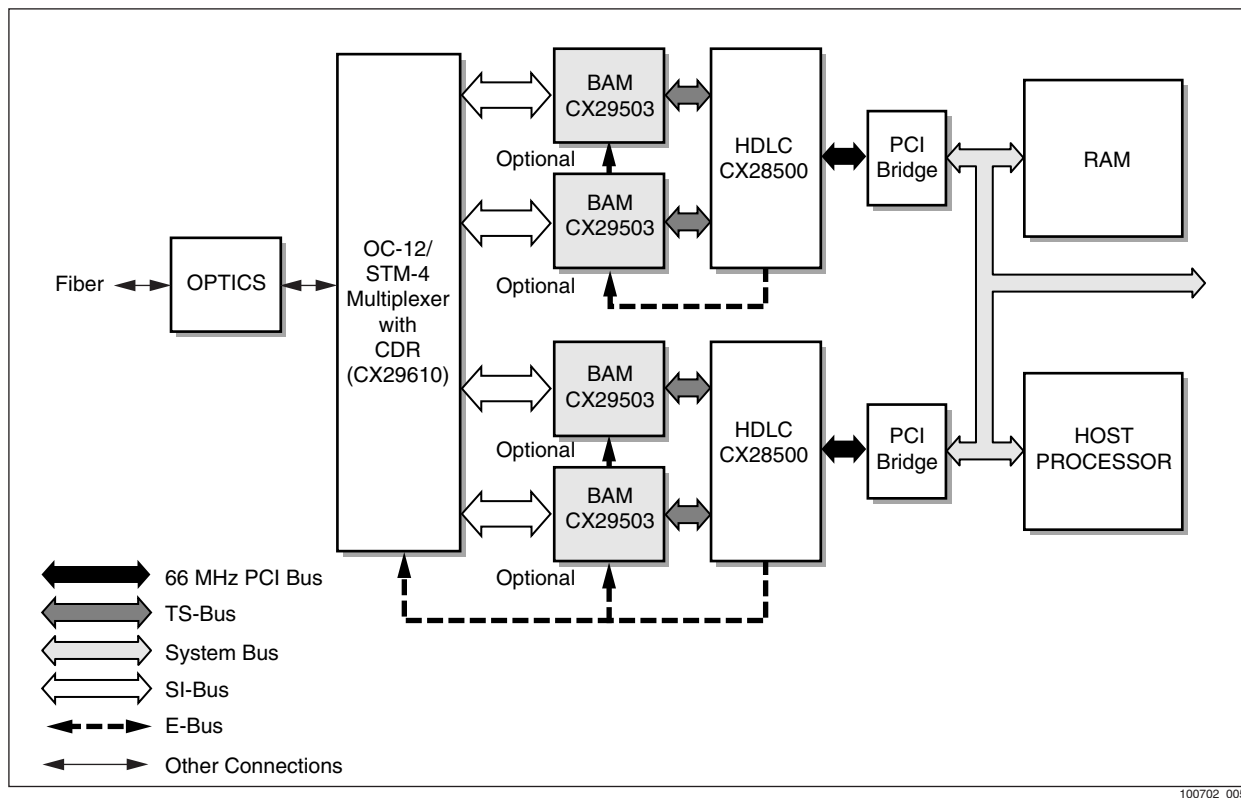 BAM
CX29503
Optional
BAM
CX29503
Optional
HDLC
CX28500
PCI
Bridge
RAM
Fiber
OPTICS
OC-12/
STM-4
Multiplexer
with
CDR
(CX29610)
BAM
CX29503
Optional
BAM
CX29503
Optional
HDLC
CX28500
PCI
Bridge
HOST
PROCESSOR
66 MHz PCI Bus
TS-Bus
System Bus
SI-Bus
E-Bus
Other Connections